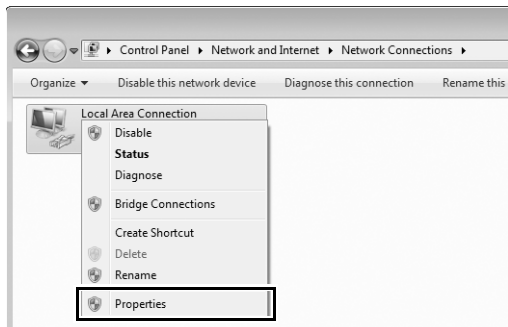 Control Panel Network and Internet Network Connections
Organize Disable this network device Diagnose this connection Rename this
Local Area Connection
Disable
Status
Diagnose
Bridge Connections
Create Shortcut
Delete
Rename
Properties